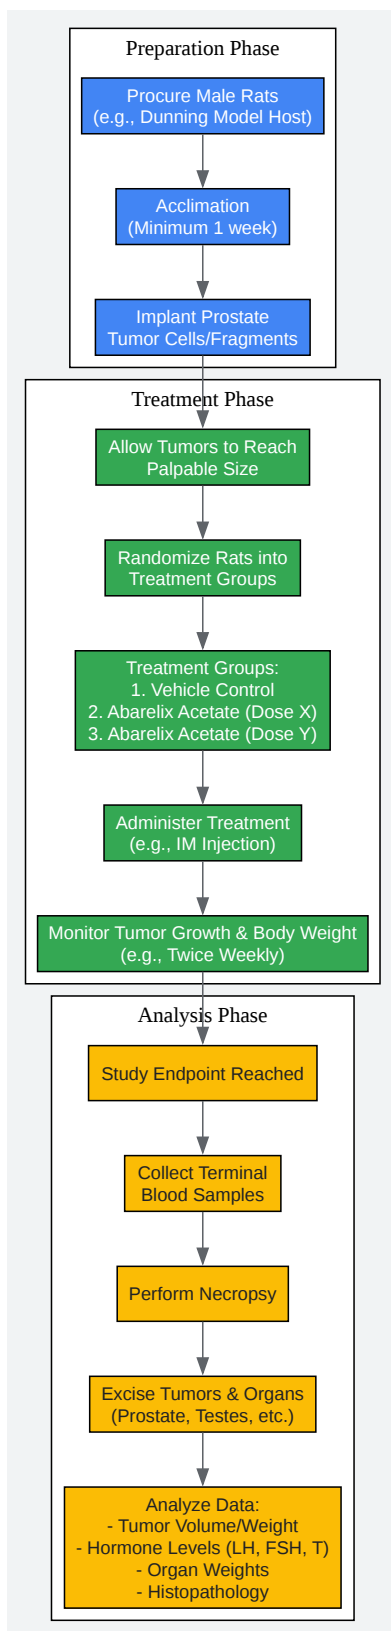 Preparation Phase
Procure Male Rats
(e.g., Dunning Model Host)
Acclimation
(Minimum 1 week)
Implant Prostate
Tumor Cells/Fragments
Treatment Phase
Allow Tumors to Reach
Palpable Size
Randomize Rats into
Treatment Groups
Treatment Groups:
1. Vehicle Control
2. Abarelix Acetate (Dose X)
3. Abarelix Acetate (Dose Y)
Administer Treatment
(e.g., IM Injection)
Monitor Tumor Growth & Body Weight
(e.g., Twice Weekly)
Analysis Phase
Study Endpoint Reached
Collect Terminal
Blood Samples
Perform Necropsy
Excise Tumors & Organs
(Prostate, Testes, etc.)
Analyze Data:
- Tumor Volume/Weight
- Hormone Levels (LH, FSH, T)
- Organ Weights
- Histopathology